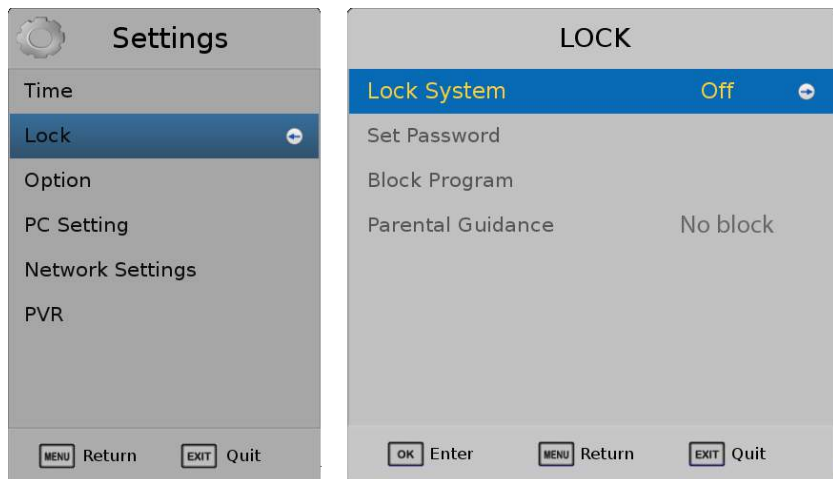 Settings
Time
Lock
Option
PC Setting
Network Settings
PVR
MENU Return EXIT Quit
LOCK
Lock System Off
Set Password
Block Program
Parental Guidance No block
OK Enter MENU Return EXIT Quit